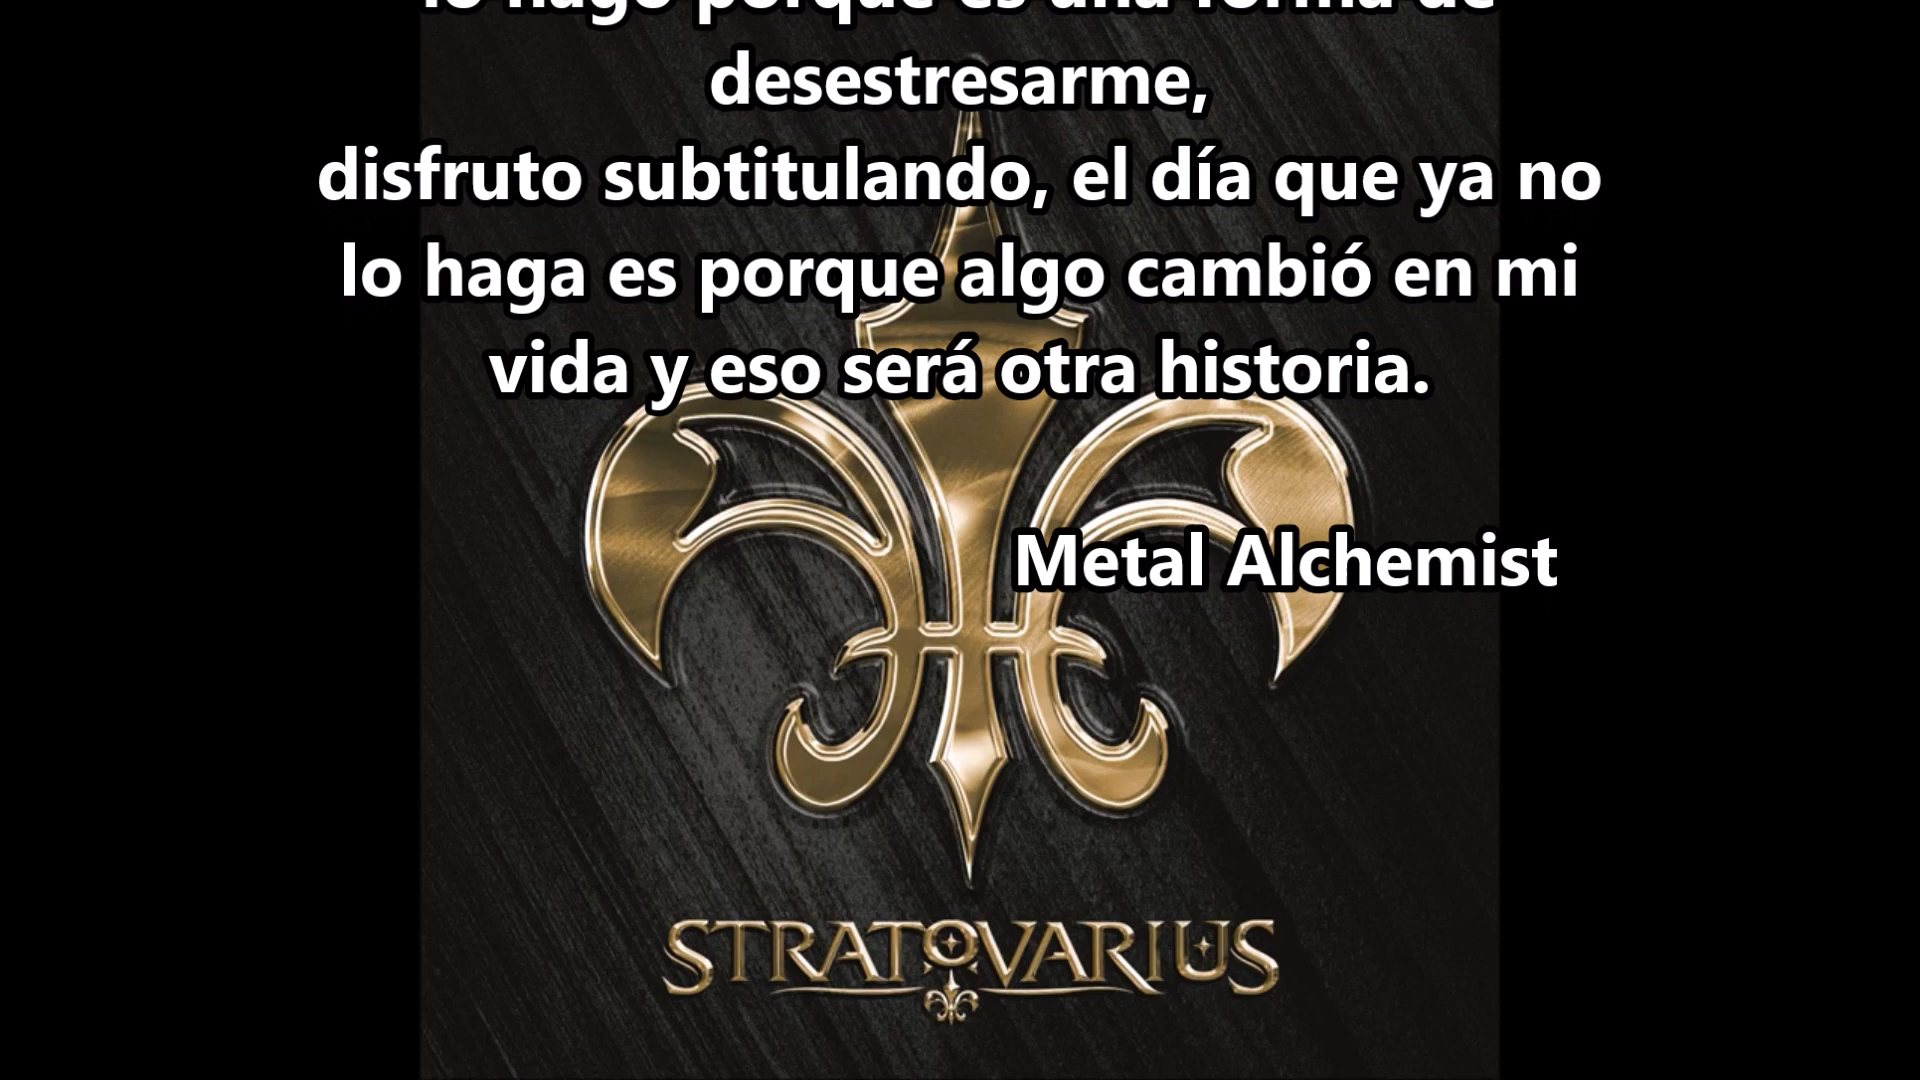 lo hago porque es una forma de
desestresarme,
disfruto subtitulando, el día que ya no
lo haga es porque algo cambió en mi
vida y eso será otra historia.
Metal Alchemist
STRATOVARIUS